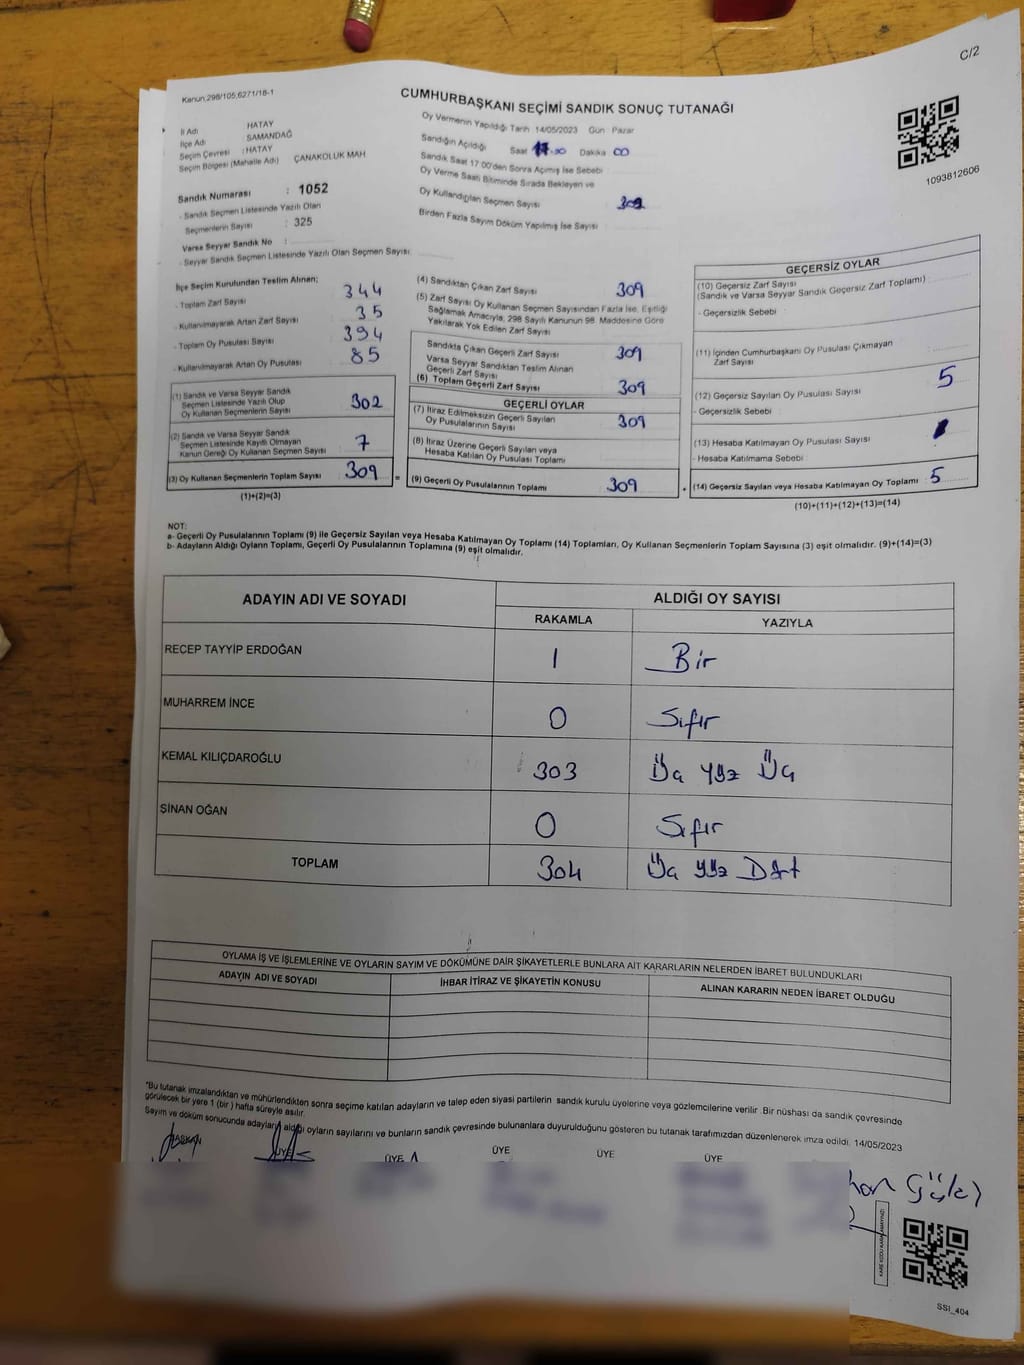 C/2
Kanun.298/105,6271/18-1
CUMHURBAŞKANI SEÇİMİ SANDIK SONUÇ TUTANAĞI
İl Adı HATAY
İlçe Adı SAMANDAĞ
Seçim Çevresi : HATAY
Seçim Bölgesi (Mahalle Adı) ÇANAKOLUK MAH
Sandık Numarası : 1052
- Sandık Seçmen Listesinde Yazılı Olan
Seçmenlerin Sayısı : 325
Varsa Seyyar Sandık No :
- Seyyar Sandık Seçmen Listesinde Yazılı Olan Seçmen Sayısı :
Oy Vermenin Yapıldığı Tarih 14/05/2023 Gün Pazar
Sandığın Açıldığı Saat Dakika 00
Sandık Saat 17:00'den Sonra Açılmış İse Sebebi :
Oy Verme Saati Bitiminde Sırada Bekleyen ve
Oy Kullandırılan Seçmen Sayısı :
Birden Fazla Sayım Döküm Yapılmış İse Sayısı :
1093812606
İlçe Seçim Kurulundan Teslim Alınan;
- Toplam Zarf Sayısı 344
- Kullanılmayarak Artan Zarf Sayısı 35
- Toplam Oy Pusulası Sayısı 394
- Kullanılmayarak Artan Oy Pusulası 85
(1) Sandık ve Varsa Seyyar Sandık
Seçmen Listesinde Yazılı Olup
Oy Kullanan Seçmenlerin Sayısı 302
(2) Sandık ve Varsa Seyyar Sandık
Seçmen Listesinde Kayıtlı Olmayan
Kanun Gereği Oy Kullanan Seçmen Sayısı 7
(3) Oy Kullanan Seçmenlerin Toplam Sayısı 309 =
(1)+(2)=(3)
(4) Sandıktan Çıkan Zarf Sayısı 309
(5) Zarf Sayısı Oy Kullanan Seçmen Sayısından Fazla İse, Eşitliği
Sağlamak Amacıyla, 298 Sayılı Kanunun 98. Maddesine Göre
Yakılarak Yok Edilen Zarf Sayısı
Sandıkta Çıkan Geçerli Zarf Sayısı 309
Varsa Seyyar Sandıktan Teslim Alınan
Geçerli Zarf Sayısı
(6) Toplam Geçerli Zarf Sayısı 309
GEÇERLİ OYLAR
(7) İtiraz Edilmeksizin Geçerli Sayılan
Oy Pusulalarının Sayısı 309
(8) İtiraz Üzerine Geçerli Sayılan veya
Hesaba Katılan Oy Pusulası Toplamı
(9) Geçerli Oy Pusulalarının Toplamı 309
GEÇERSİZ OYLAR
(10) Geçersiz Zarf Sayısı
(Sandık ve Varsa Seyyar Sandık Geçersiz Zarf Toplamı) :
- Geçersizlik Sebebi :
(11) İçinden Cumhurbaşkanı Oy Pusulası Çıkmayan
Zarf Sayısı
(12) Geçersiz Sayılan Oy Pusulası Sayısı 5
- Geçersizlik Sebebi :
(13) Hesaba Katılmayan Oy Pusulası Sayısı
- Hesaba Katılmama Sebebi :
(14) Geçersiz Sayılan veya Hesaba Katılmayan Oy Toplamı 5
(10)+(11)+(12)+(13)=(14)
NOT:
a- Geçerli Oy Pusulalarının Toplamı (9) ile Geçersiz Sayılan veya Hesaba Katılmayan Oy Toplamı (14) Toplamları, Oy Kullanan Seçmenlerin Toplam Sayısına (3) eşit olmalıdır. (9)+(14)=(3)
b- Adayların Aldığı Oyların Toplamı, Geçerli Oy Pusulalarının Toplamına (9) eşit olmalıdır.
ADAYIN ADI VE SOYADI ALDIĞI OY SAYISI
RAKAMLA YAZIYLA
RECEP TAYYİP ERDOĞAN 1 Bir
MUHARREM İNCE 0 Sıfır
KEMAL KILIÇDAROĞLU 303 Üç yüz Üç
SİNAN OĞAN 0 Sıfır
TOPLAM 304 Üç yüz Dört
OYLAMA İŞ VE İŞLEMLERİNE VE OYLARIN SAYIM VE DÖKÜMÜNE DAİR ŞİKAYETLERLE BUNLARA AİT KARARLARIN NELERDEN İBARET BULUNDUKLARI
ADAYIN ADI VE SOYADI İHBAR İTİRAZ VE ŞİKAYETİN KONUSU ALINAN KARARIN NEDEN İBARET OLDUĞU
"Bu tutanak imzalandıktan ve mühürlendikten sonra seçime katılan adayların ve talep eden siyasi partilerin sandık kurulu üyelerine veya gözlemcilerine verilir. Bir nüshası da sandık çevresinde
görülecek bir yere 1 (bir) hafta süreyle asılır.
Sayım ve döküm sonucunda adayların aldığı oyların sayılarını ve bunların sandık çevresinde bulunanlara duyurulduğunu gösteren bu tutanak tarafımızdan düzenlenerek imza edildi. 14/05/2023
BAŞKAN ÜYE ÜYE ÜYE ÜYE ÜYE
SSI_404